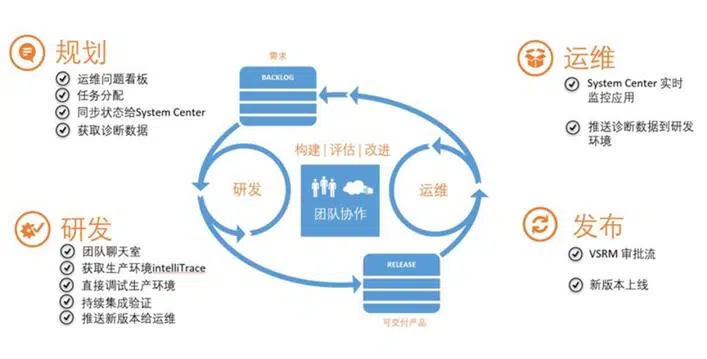 规划
运维问题看板
任务分配
同步状态给System Center
获取诊断数据
需求
BACKLOG
运维
System Center 实时
监控应用
推送诊断数据到研发
环境
构建 | 评估 | 改进
研发
团队协作
运维
研发
团队聊天室
获取生产环境intelliTrace
直接调试生产环境
持续集成验证
推送新版本给运维
RELEASE
可交付产品
发布
VSRM 审批流
新版本上线